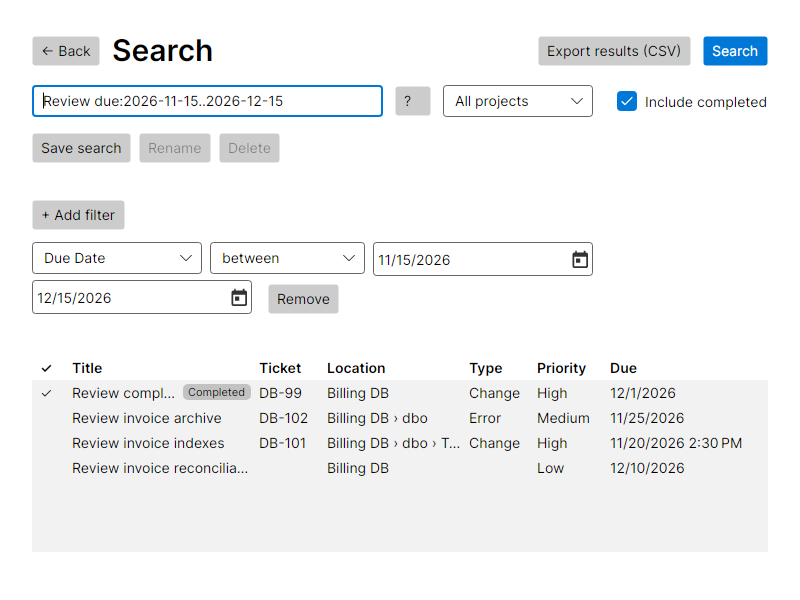 ← Back Search Export results (CSV) Search
Review due:2026-11-15..2026-12-15 ? All projects Include completed
Save search Rename Delete
+ Add filter
Due Date between 11/15/2026
12/15/2026 Remove
✓ Title Ticket Location Type Priority Due
✓ Review compl... Completed DB-99 Billing DB Change High 12/1/2026
Review invoice archive DB-102 Billing DB › dbo Error Medium 11/25/2026
Review invoice indexes DB-101 Billing DB › dbo › T... Change High 11/20/2026 2:30 PM
Review invoice reconcilia... Billing DB Low 12/10/2026